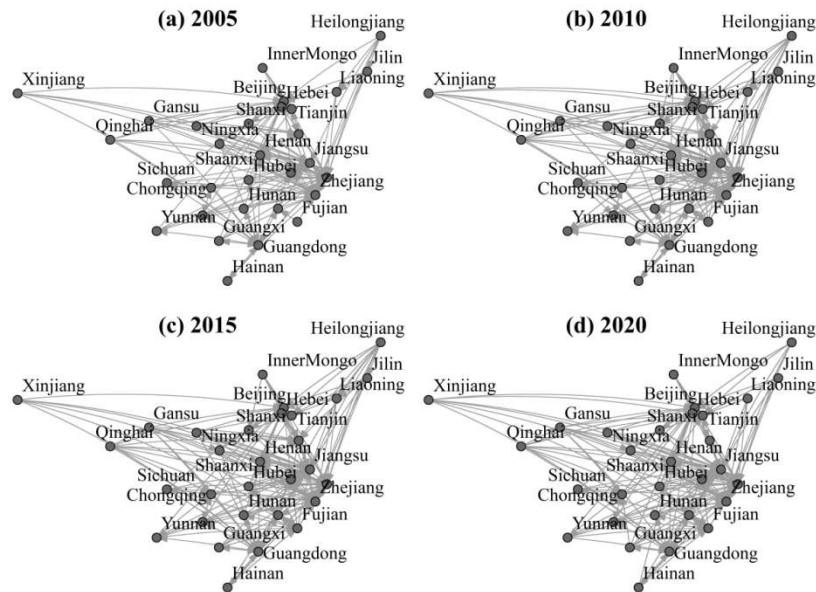 (a) 2005
Heilongjiang
InnerMongo
Jilin
Xinjiang
Beijing
Hebei
Liaoning
Gansu
Shanxi
Tianjin
Qinghai
Ningxia
Henan
Shaanxi
Jiangsu
Sichuan
Hubei
Zhejiang
Chongqing
Hunan
Yunnan
Fujian
Guangxi
Guangdong
Hainan
(b) 2010
Heilongjiang
InnerMongo
Jilin
Xinjiang
Beijing
Hebei
Liaoning
Gansu
Shanxi
Tianjin
Qinghai
Ningxia
Henan
Shaanxi
Jiangsu
Sichuan
Hubei
Zhejiang
Chongqing
Hunan
Yunnan
Fujian
Guangxi
Guangdong
Hainan
(c) 2015
Heilongjiang
InnerMongo
Jilin
Xinjiang
Beijing
Hebei
Liaoning
Gansu
Shanxi
Tianjin
Qinghai
Ningxia
Henan
Shaanxi
Jiangsu
Sichuan
Hubei
Zhejiang
Chongqing
Hunan
Yunnan
Fujian
Guangxi
Guangdong
Hainan
(d) 2020
Heilongjiang
InnerMongo
Jilin
Xinjiang
Beijing
Hebei
Liaoning
Gansu
Shanxi
Tianjin
Qinghai
Ningxia
Henan
Shaanxi
Jiangsu
Sichuan
Hubei
Zhejiang
Chongqing
Hunan
Yunnan
Fujian
Guangxi
Guangdong
Hainan